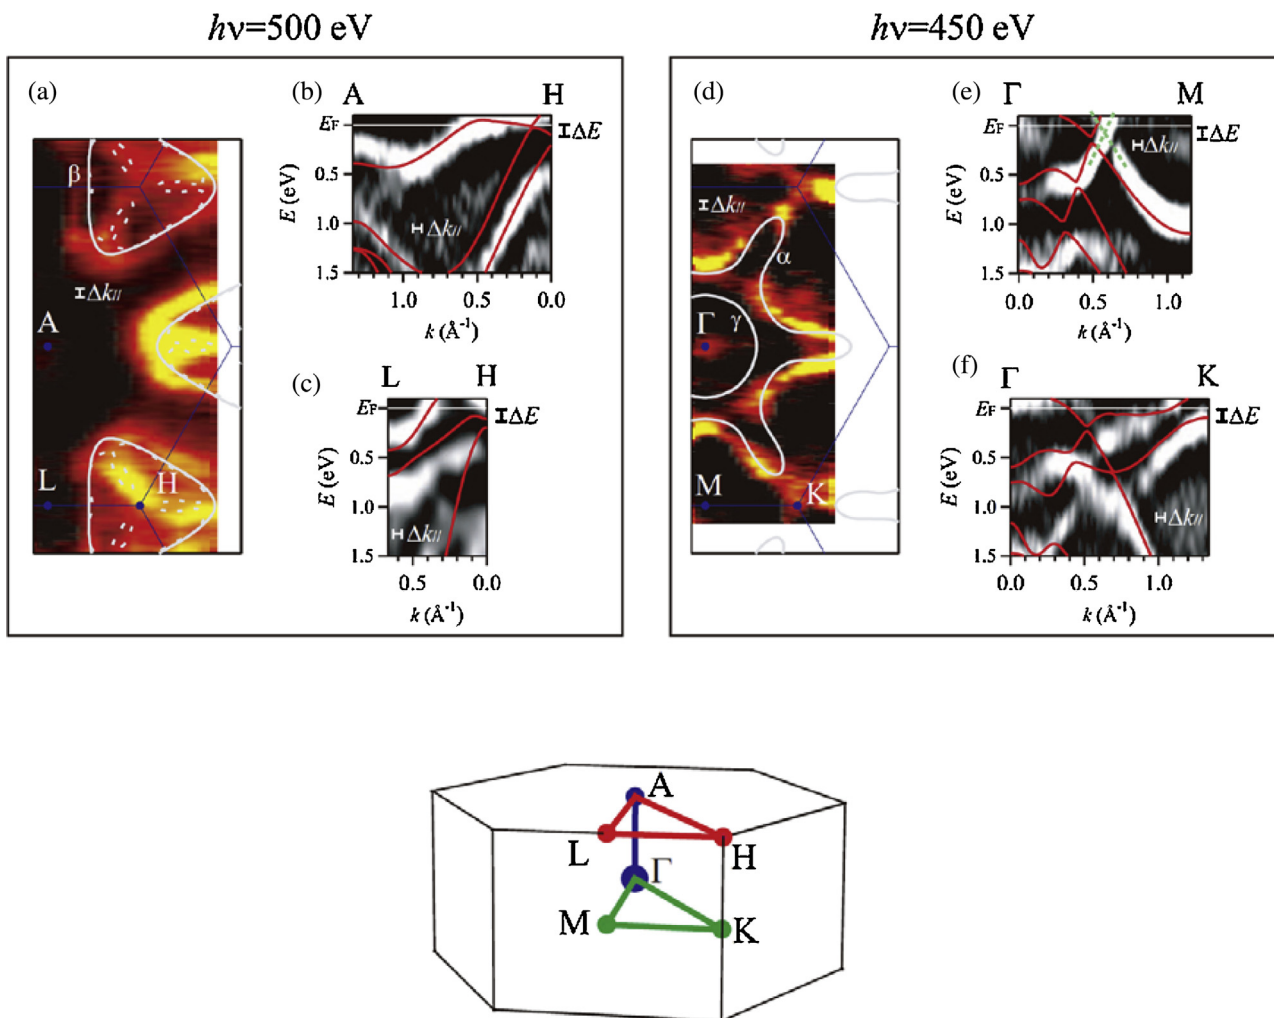 hν=500 eV
(a)
β
Δk//
A
L
H
(b)
A H
EF
ΔE
E (eV)
0.5
1.0
1.5
Δk//
1.0 0.5 0.0
k (Å-1)
(c)
L H
EF
ΔE
E (eV)
0.5
1.0
1.5
Δk//
0.5 0.0
k (Å-1)
hν=450 eV
(d)
Δk//
α
Γ
γ
M
K
(e)
Γ M
EF
ΔE
Δk//
E (eV)
0.5
1.0
1.5
0.0 0.5 1.0
k (Å-1)
(f)
Γ K
EF
ΔE
E (eV)
0.5
1.0
1.5
Δk//
0.0 0.5 1.0
k (Å-1)
A
L
H
Γ
M
K